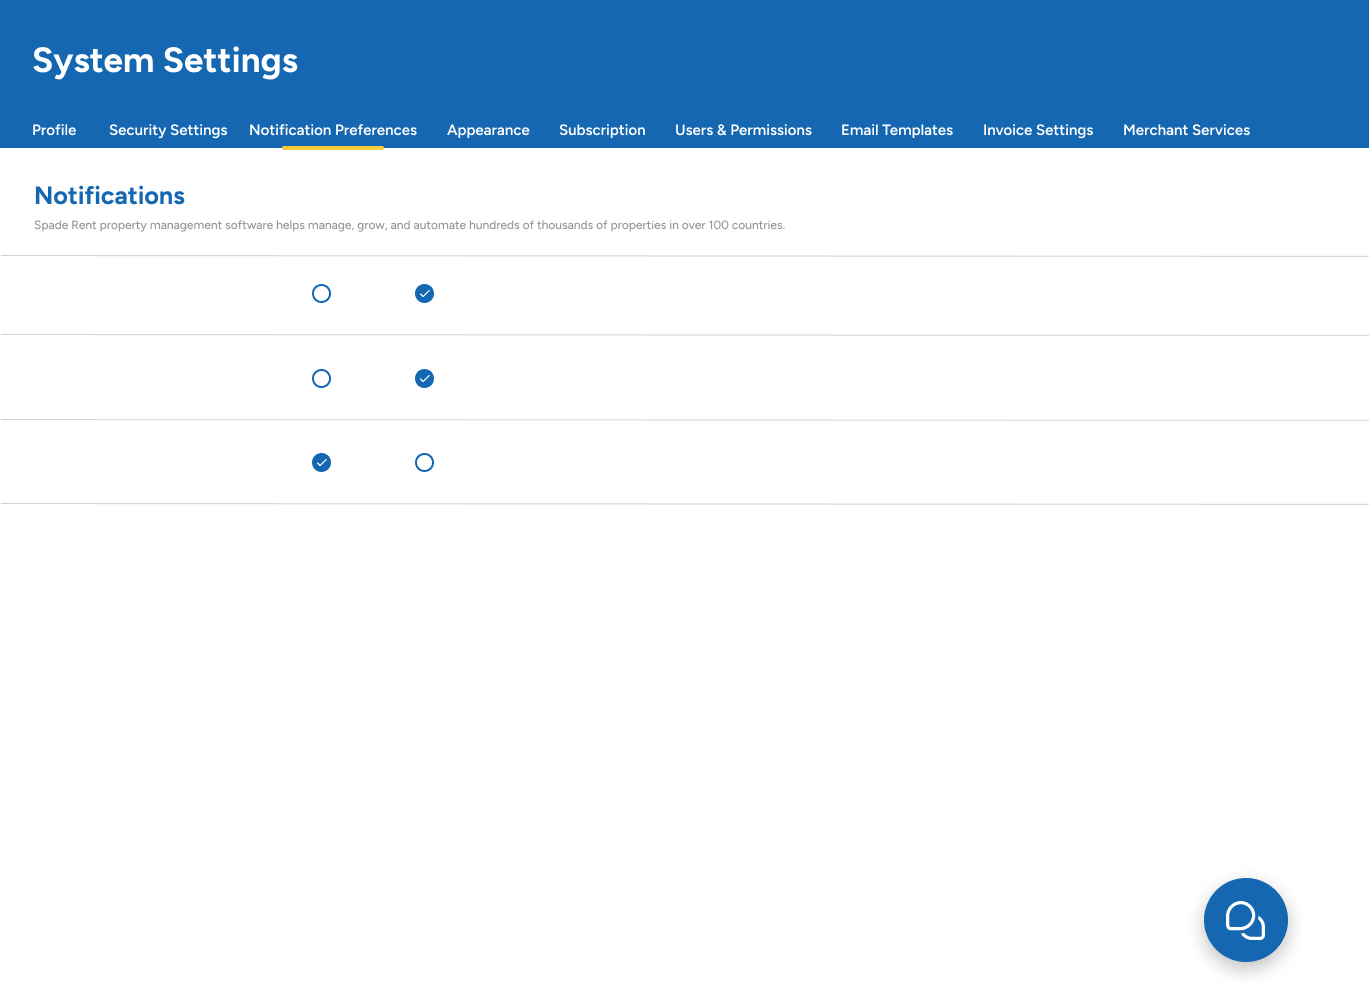 System Settings
Profile Security Settings Notification Preferences Appearance Subscription Users & Permissions Email Templates Invoice Settings Merchant Services
Notifications
Spade Rent property management software helps manage, grow, and automate hundreds of thousands of properties in over 100 countries.